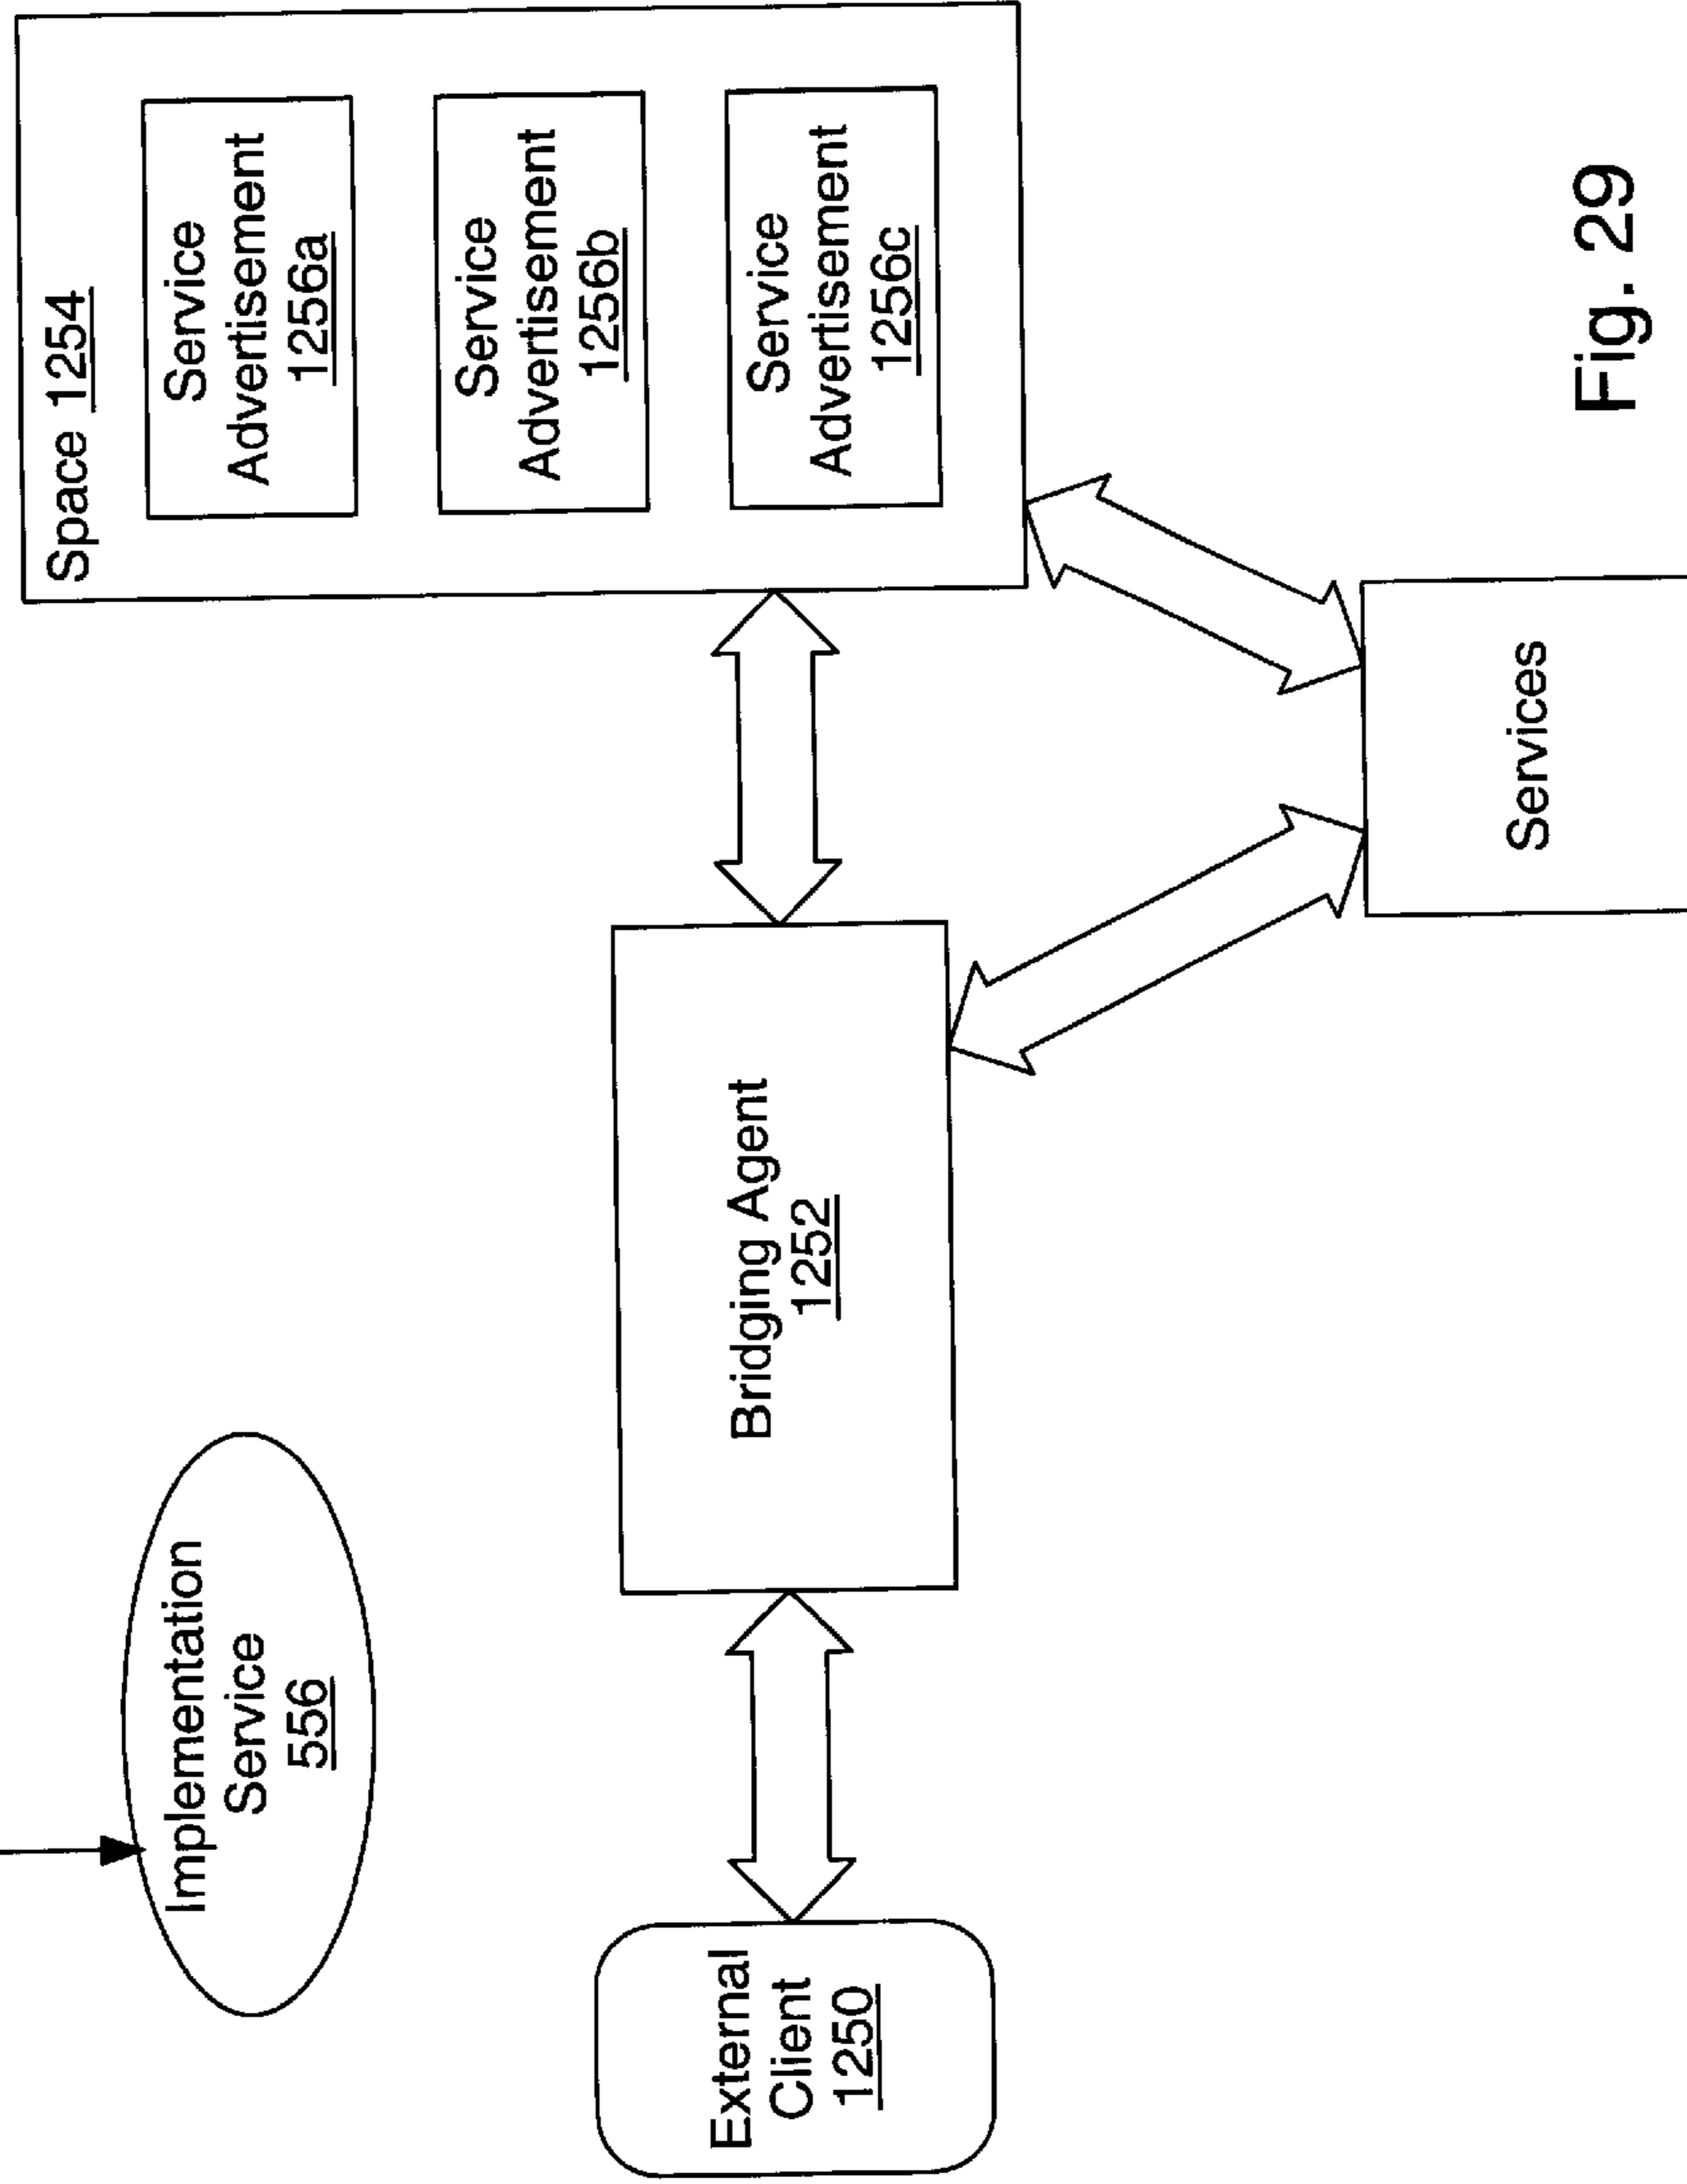 Implementation
Service
556
External
Client
1250
Bridging Agent
1252
Space 1254
Service
Advertisement
1256a
Service
Advertisement
1256b
Service
Advertisement
1256c
Services
Fig. 29